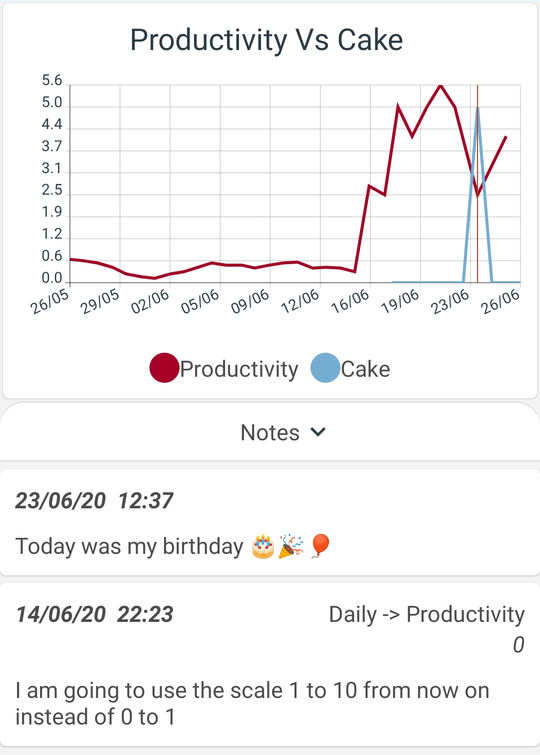 Productivity Vs Cake
5.6
5.0
4.4
3.7
3.1
2.5
1.9
1.2
0.6
0.0
26/05 29/05 02/06 05/06 09/06 12/06 16/06 19/06 23/06 26/06
Productivity Cake
Notes
23/06/20 12:37
Today was my birthday 🎂🎉🎈
14/06/20 22:23 Daily -> Productivity
0
I am going to use the scale 1 to 10 from now on
instead of 0 to 1